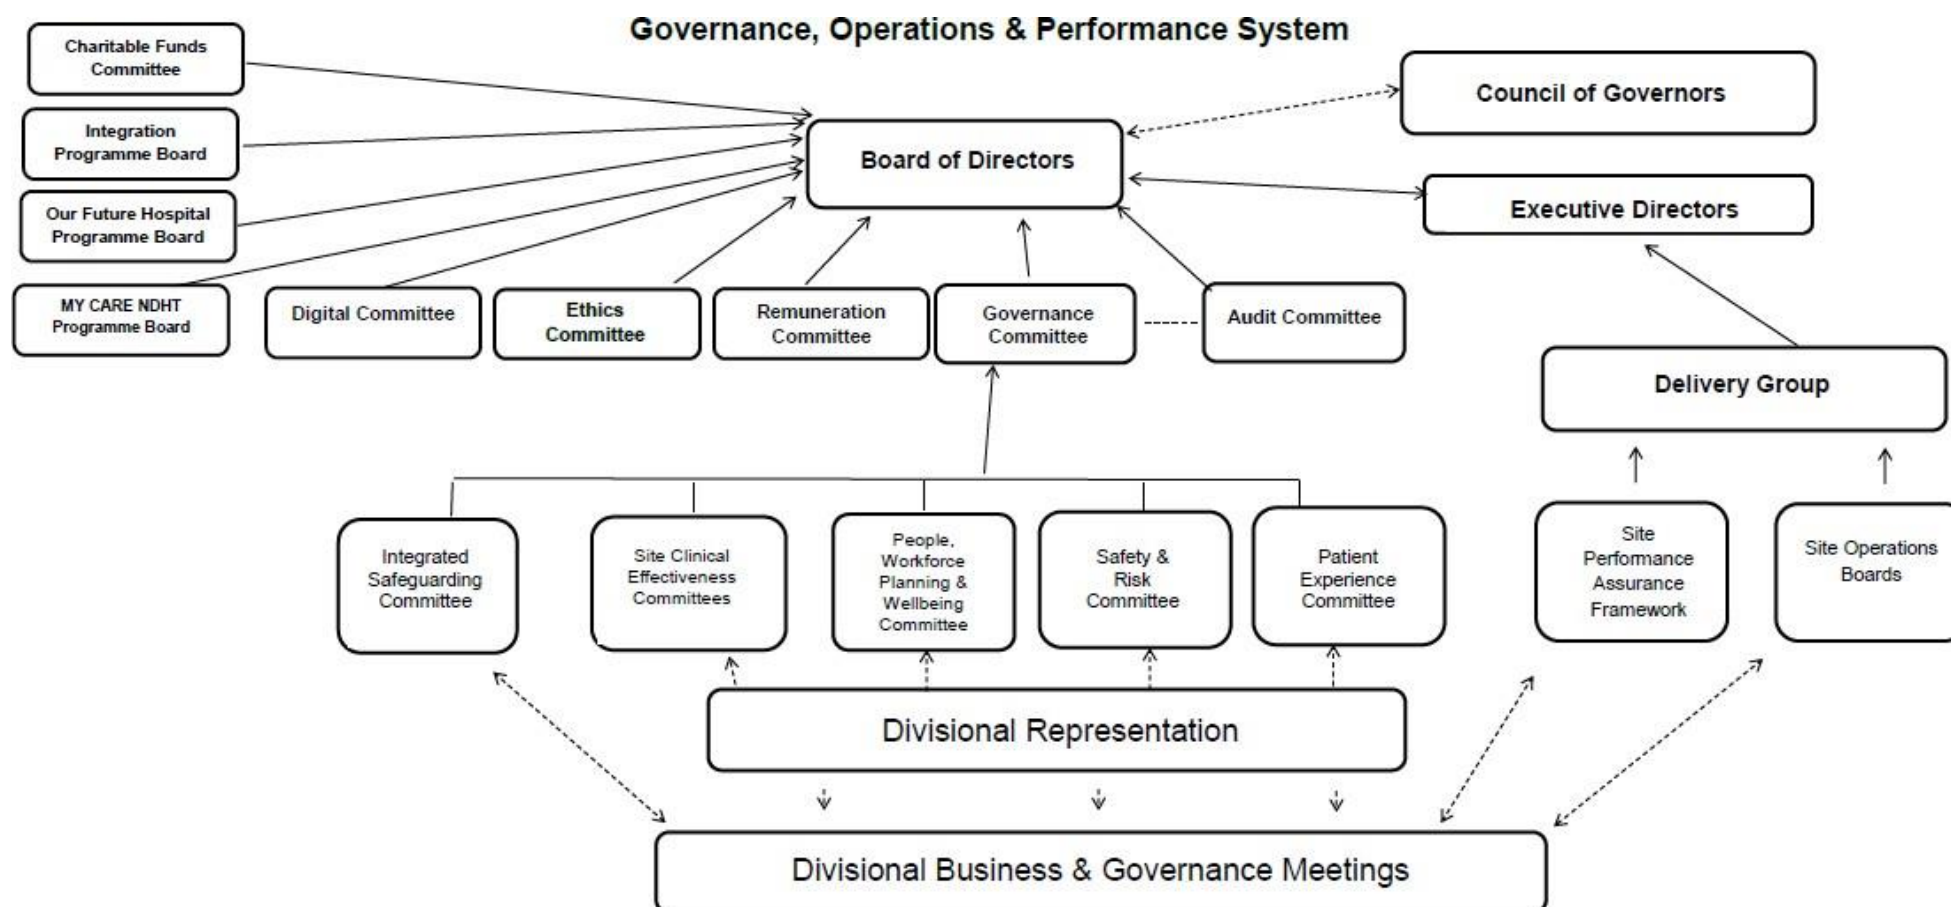 Governance, Operations & Performance System
Charitable Funds
Committee
Integration
Programme Board
Our Future Hospital
Programme Board
MY CARE NDHT
Programme Board
Board of Directors
Council of Governors
Executive Directors
Digital Committee
Ethics
Committee
Remuneration
Committee
Governance
Committee
Audit Committee
Delivery Group
Integrated
Safeguarding
Committee
Site Clinical
Effectiveness
Committees
People,
Workforce
Planning &
Wellbeing
Committee
Safety &
Risk
Committee
Patient
Experience
Committee
Site
Performance
Assurance
Framework
Site Operations
Boards
Divisional Representation
Divisional Business & Governance Meetings